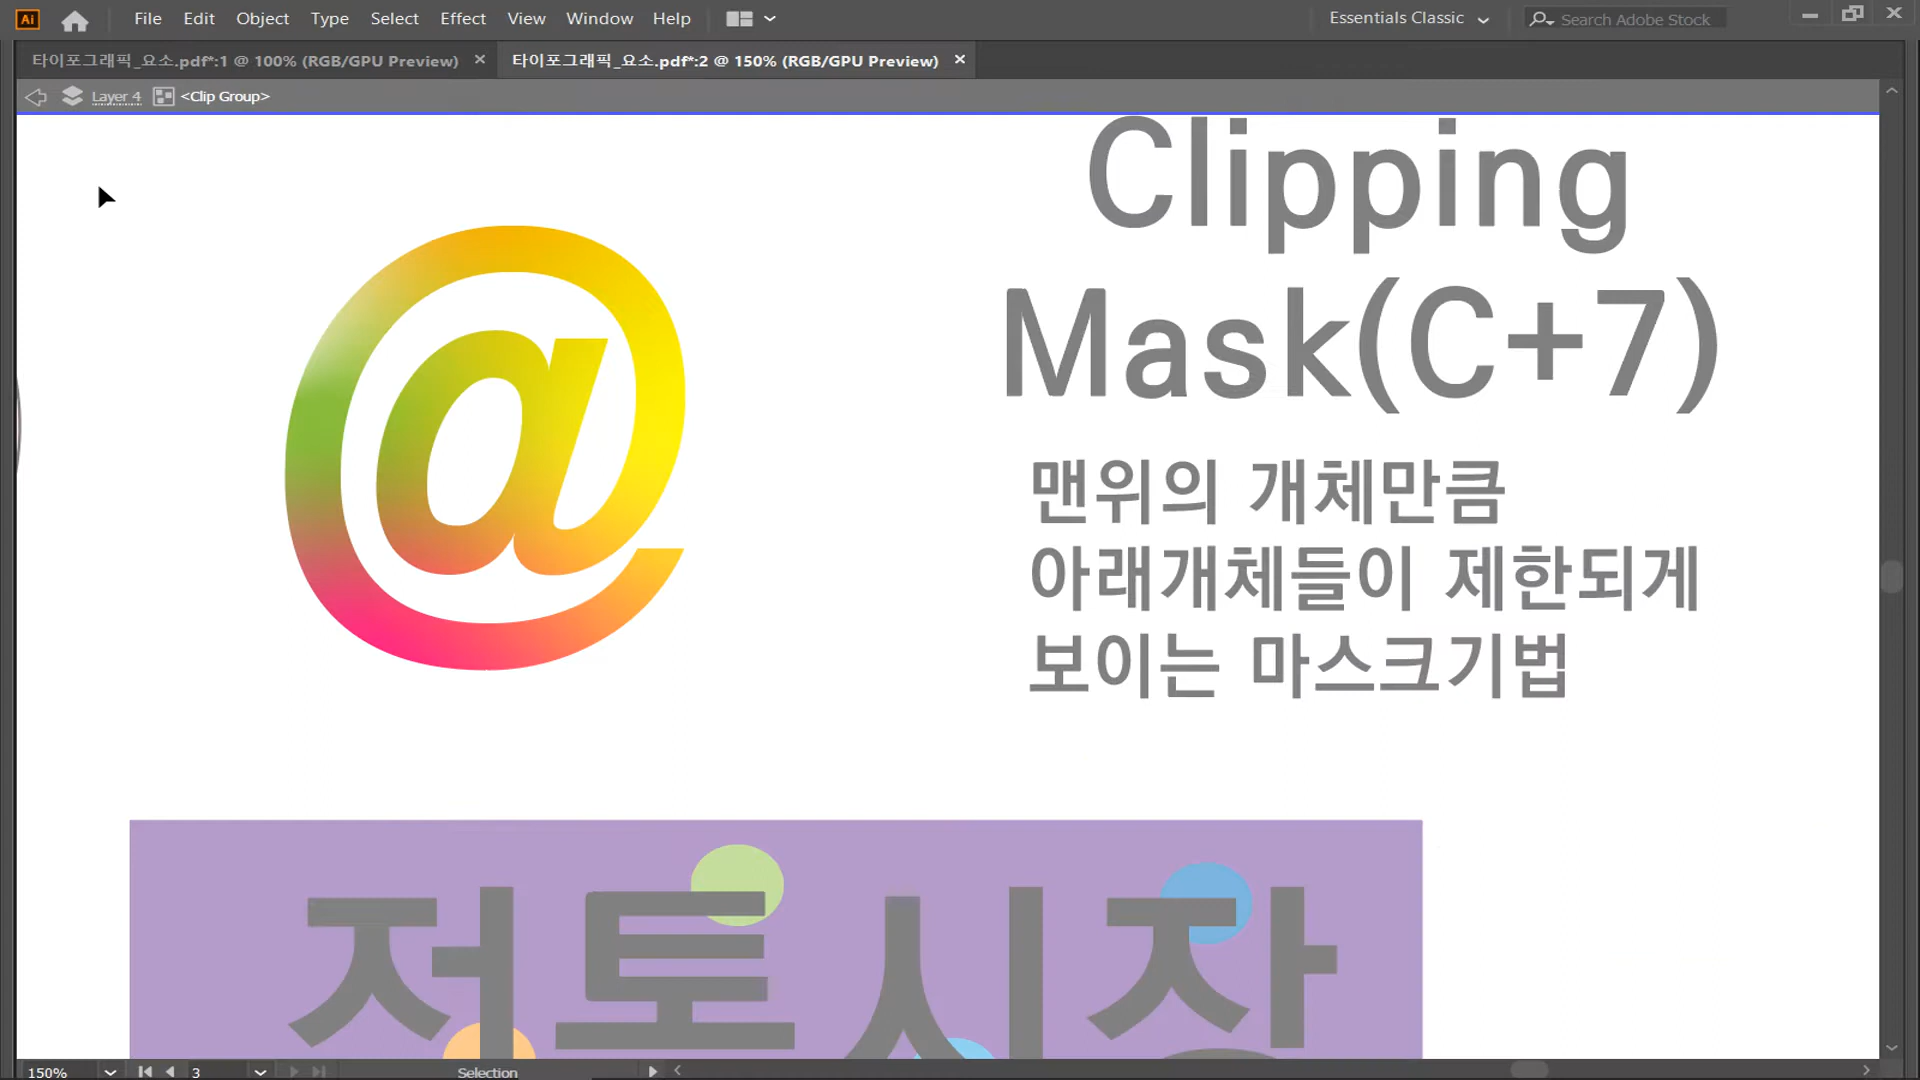 Ai File Edit Object Type Select Effect View Window Help Essentials Classic Search Adobe Stock
타이포그래픽_요소.pdf*:1 @ 100% (RGB/GPU Preview) 타이포그래픽_요소.pdf*:2 @ 150% (RGB/GPU Preview)
Layer 4 <Clip Group>
@
Clipping
Mask(C+7)
맨위의 개체만큼
아래개체들이 제한되게
보이는 마스크기법
150% 3 Selection